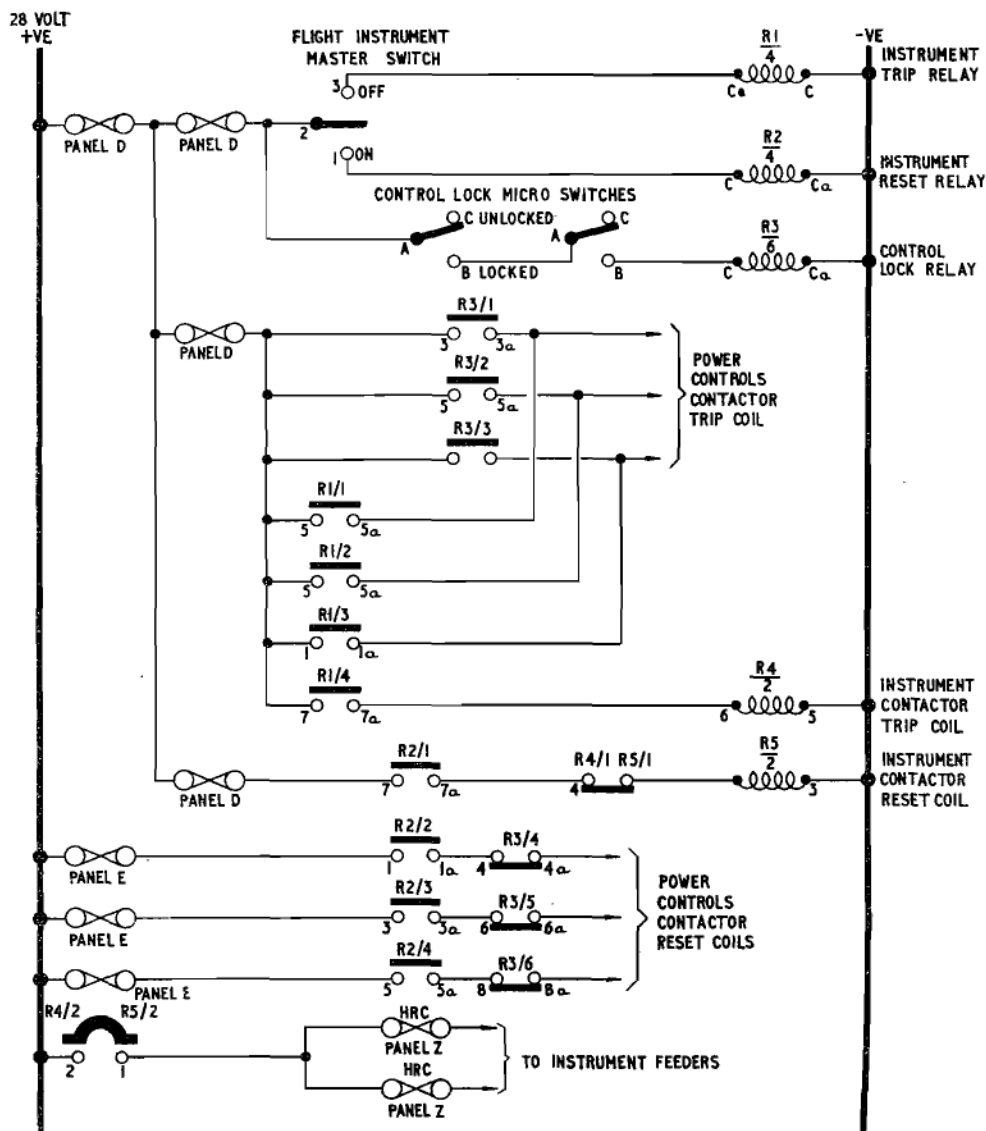 28 VOLT
+VE
FLIGHT INSTRUMENT
MASTER SWITCH
-VE
3 OFF
R1
4
Ca C
INSTRUMENT
TRIP RELAY
PANEL D
PANEL D
2
1 ON
R2
4
C Ca
INSTRUMENT
RESET RELAY
CONTROL LOCK MICRO SWITCHES
C UNLOCKED
C
A
A
B LOCKED
B
R3
6
C Ca
CONTROL
LOCK RELAY
PANEL D
R3/1
3 3a
R3/2
5 5a
R3/3
POWER
CONTROLS
CONTACTOR
TRIP COIL
R1/1
5 5a
R1/2
5 5a
R1/3
1 1a
R1/4
7 7a
R4
2
6 5
INSTRUMENT
CONTACTOR
TRIP COIL
PANEL D
R2/1
7 7a
R4/1 R5/1
4
R5
2
3
INSTRUMENT
CONTACTOR
RESET COIL
PANEL E
R2/2
1 1a
R3/4
4 4a
PANEL E
R2/3
3 3a
R3/5
6 6a
PANEL E
R2/4
5 5a
R3/6
8 8a
POWER
CONTROLS
CONTACTOR
RESET COILS
R4/2 R5/2
2 1
HRC
PANEL Z
HRC
PANEL Z
TO INSTRUMENT FEEDERS